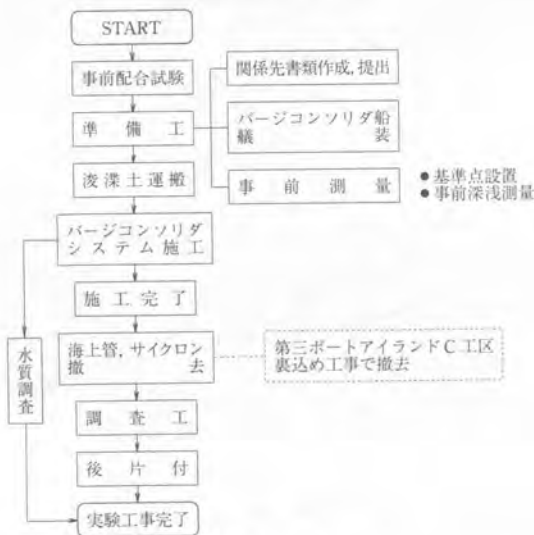 START
事前配合試験
関係先書類作成, 提出
準備工
バージコンソリダ船
艤装
浚渫土運搬
事前測量
●基準点設置
●事前深浅測量
バージコンソリダ
システム施工
施工完了
水質調査
海上管, サイクロン
撤去
第三ポートアイランドC工区
裏込め工事で撤去
調査工
後片付
実験工事完了